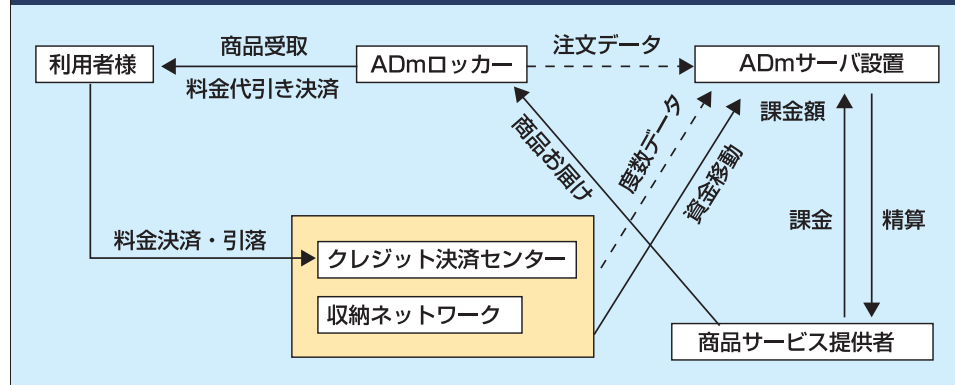 商品受取
注文データ
利用者様
ADmロッカー
ADmサーバ設置
料金代引き決済
課金額
商品お届け
度数データ
資金移動
料金決済・引落
課金
精算
クレジット決済センター
収納ネットワーク
商品サービス提供者